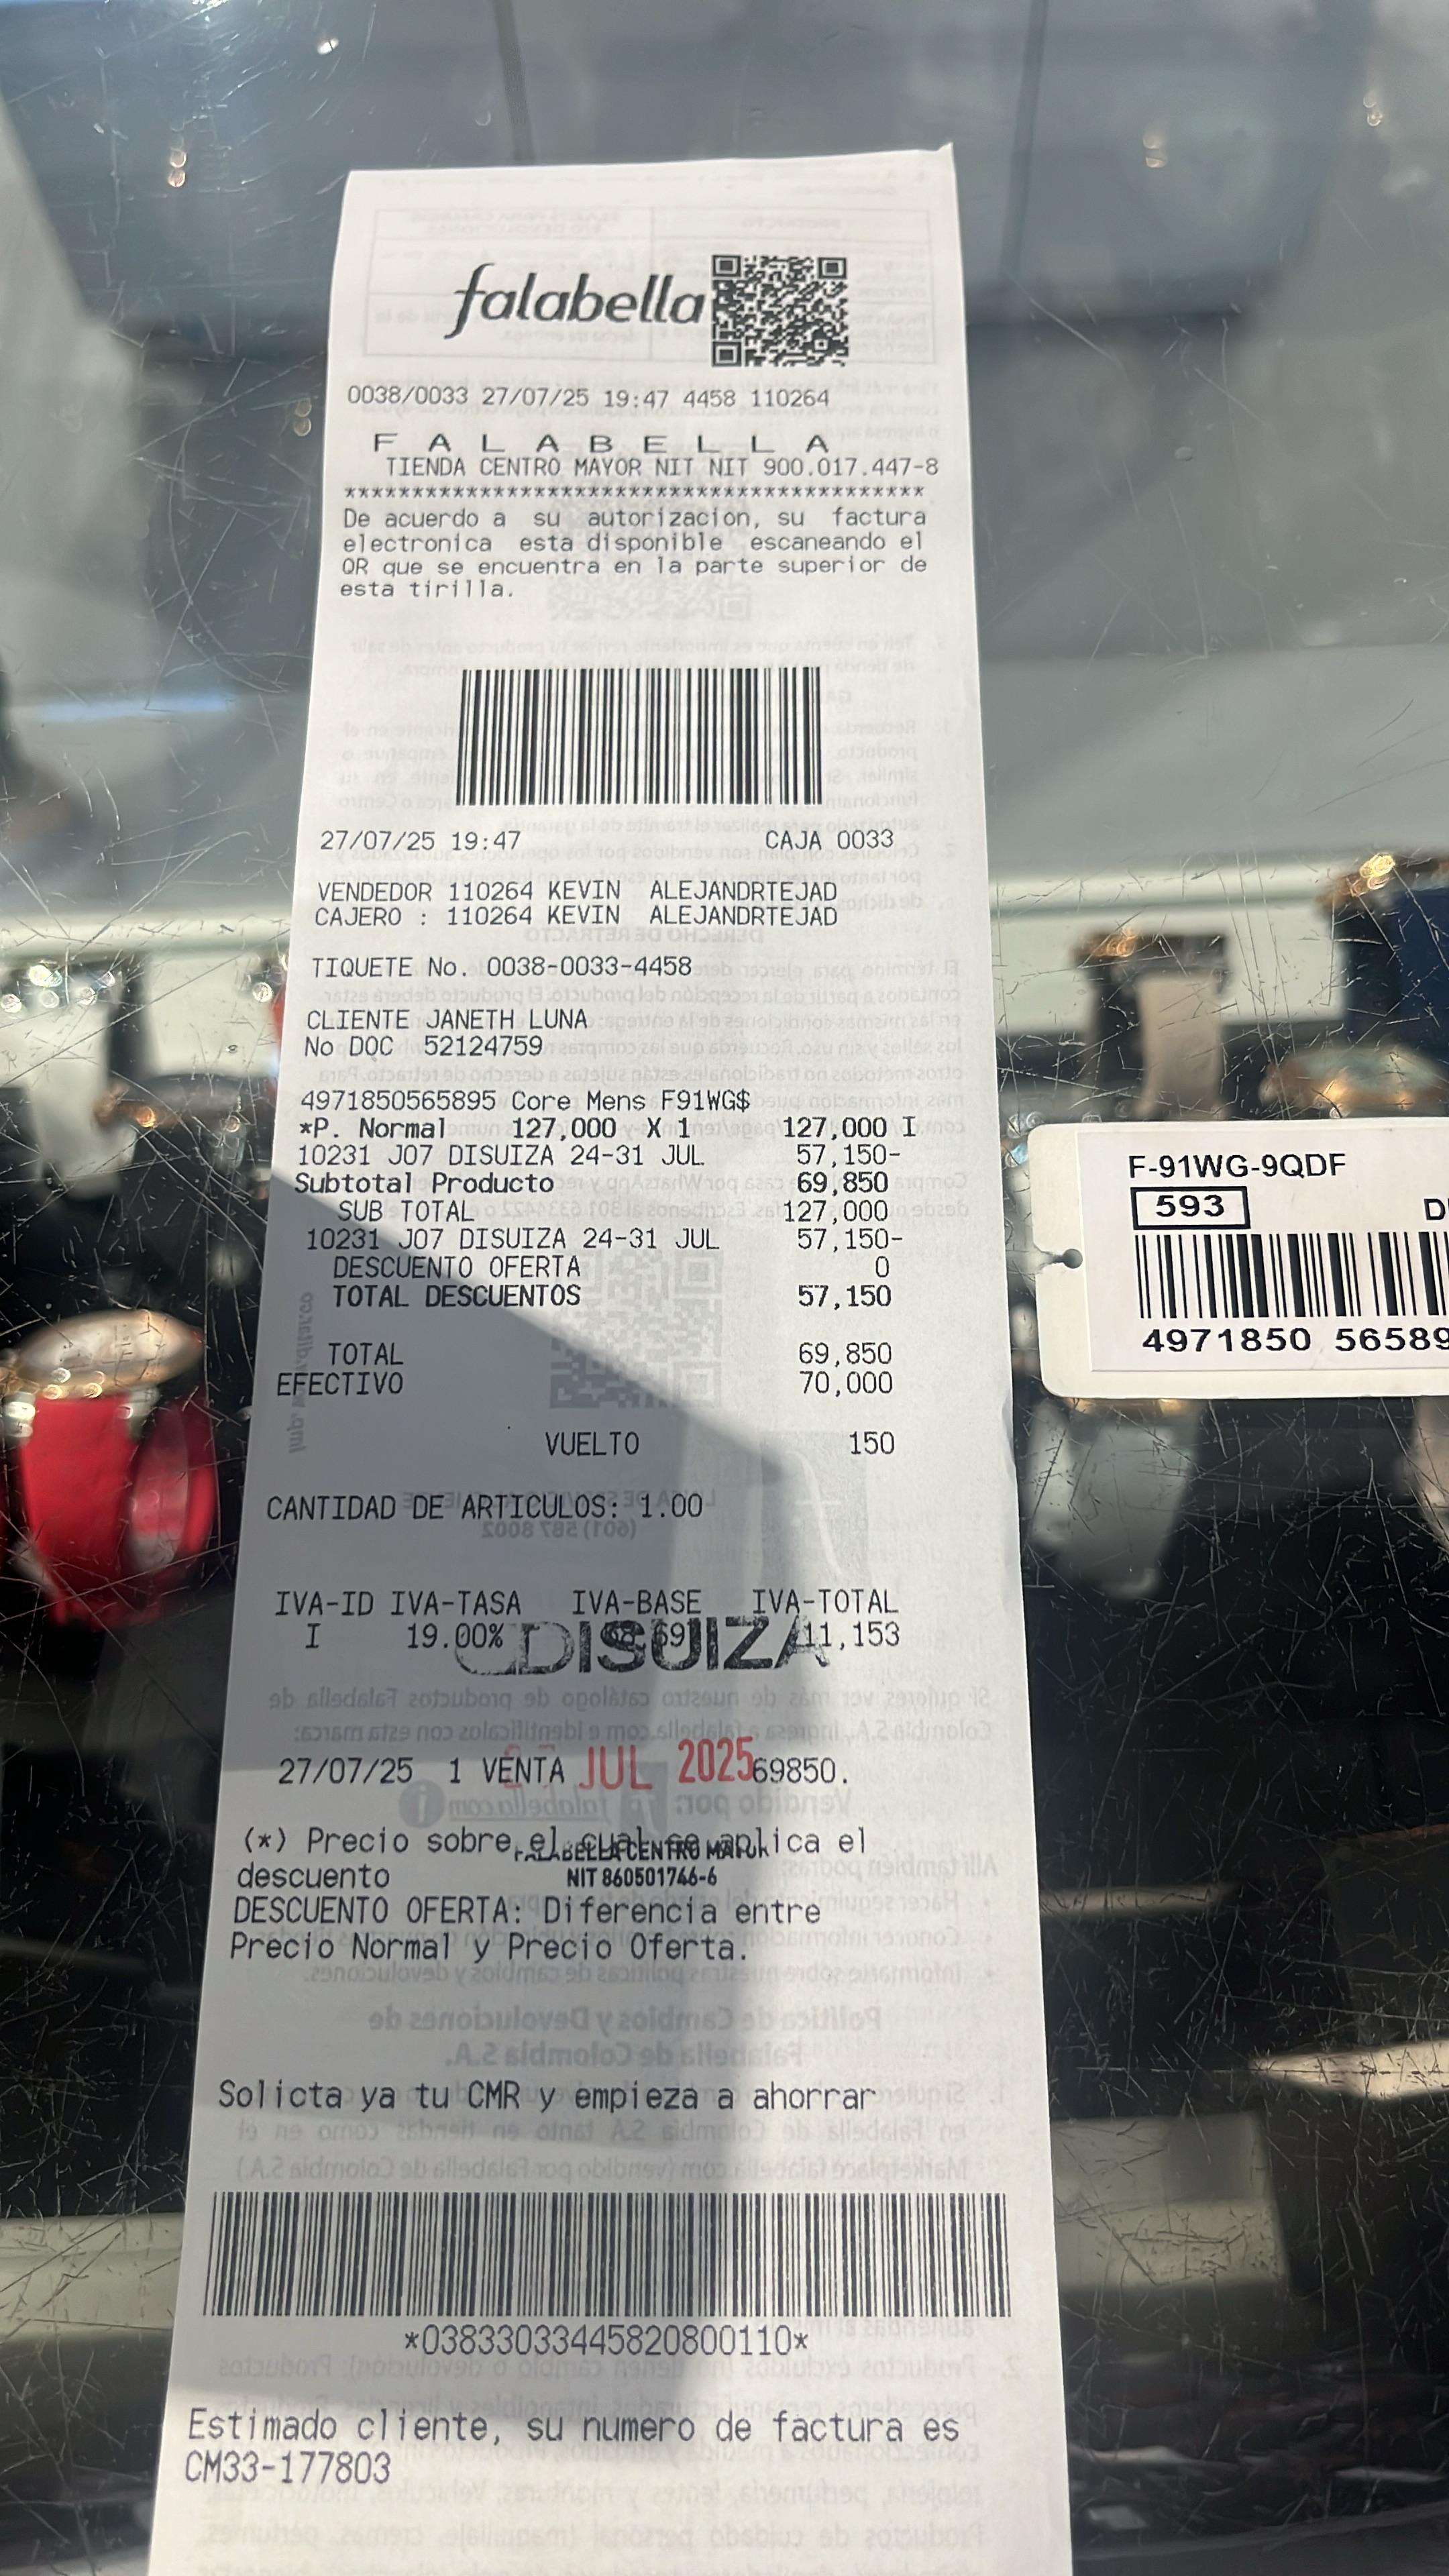 falabella
0038/0033 27/07/25 19:47 4458 110264
F A L A B E L L A
TIENDA CENTRO MAYOR NIT NIT 900.017.447-8
*******************************************
De acuerdo a su autorizacion, su factura
electronica esta disponible escaneando el
QR que se encuentra en la parte superior de
esta tirilla.
27/07/25 19:47 CAJA 0033
VENDEDOR 110264 KEVIN ALEJANDRTEJAD
CAJERO : 110264 KEVIN ALEJANDRTEJAD
TIQUETE No. 0038-0033-4458
CLIENTE JANETH LUNA
No DOC 52124759
4971850565895 Core Mens F91WG$
*P. Normal 127,000 X 1 127,000 I
10231 J07 DISUIZA 24-31 JUL 57,150-
Subtotal Producto 69,850
SUB TOTAL 127,000
10231 J07 DISUIZA 24-31 JUL 57,150-
DESCUENTO OFERTA 0
TOTAL DESCUENTOS 57,150
TOTAL 69,850
EFECTIVO 70,000
VUELTO 150
CANTIDAD DE ARTICULOS: 1.00
IVA-ID IVA-TASA IVA-BASE IVA-TOTAL
I 19.00% 11,153
DISUIZA
27/07/25 1 VENTA 69850.
JUL 2025
(*) Precio sobre el cual se aplica el
FALABELLA CENTRO MAYOR
descuento
NIT 860501746-6
DESCUENTO OFERTA: Diferencia entre
Precio Normal y Precio Oferta.
Solicta ya tu CMR y empieza a ahorrar
*03833033445820800110*
Estimado cliente, su numero de factura es
CM33-177803
F-91WG-9QDF
593
4971850 56589